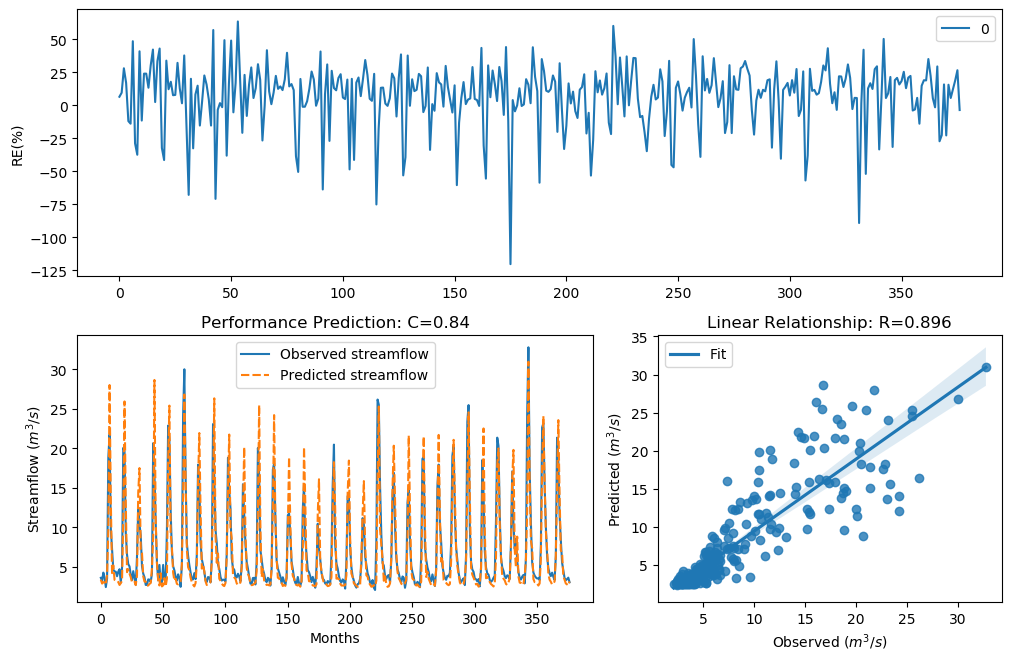 0
RE(%)
50
25
0
−25
−50
−75
−100
−125
0 50 100 150 200 250 300 350
Performance Prediction: C=0.84
Observed streamflow
Predicted streamflow
Streamflow (m³/s)
30
25
20
15
10
5
0 50 100 150 200 250 300 350
Months
Linear Relationship: R=0.896
Fit
Predicted (m³/s)
35
30
25
20
15
10
5
5 10 15 20 25 30
Observed (m³/s)